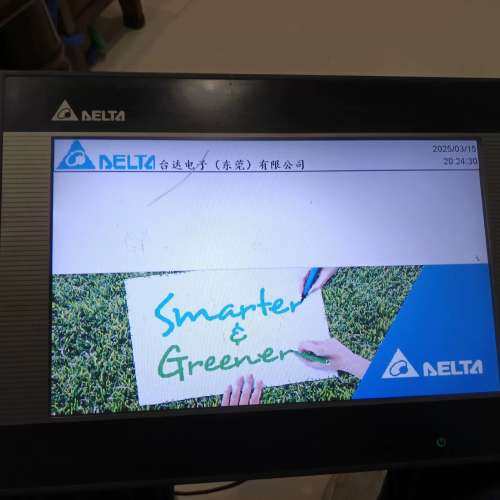 DELTA
DELTA 台达电子（东莞）有限公司
2025/03/15
20:24:30
Smarter
&
Greener
DELTA